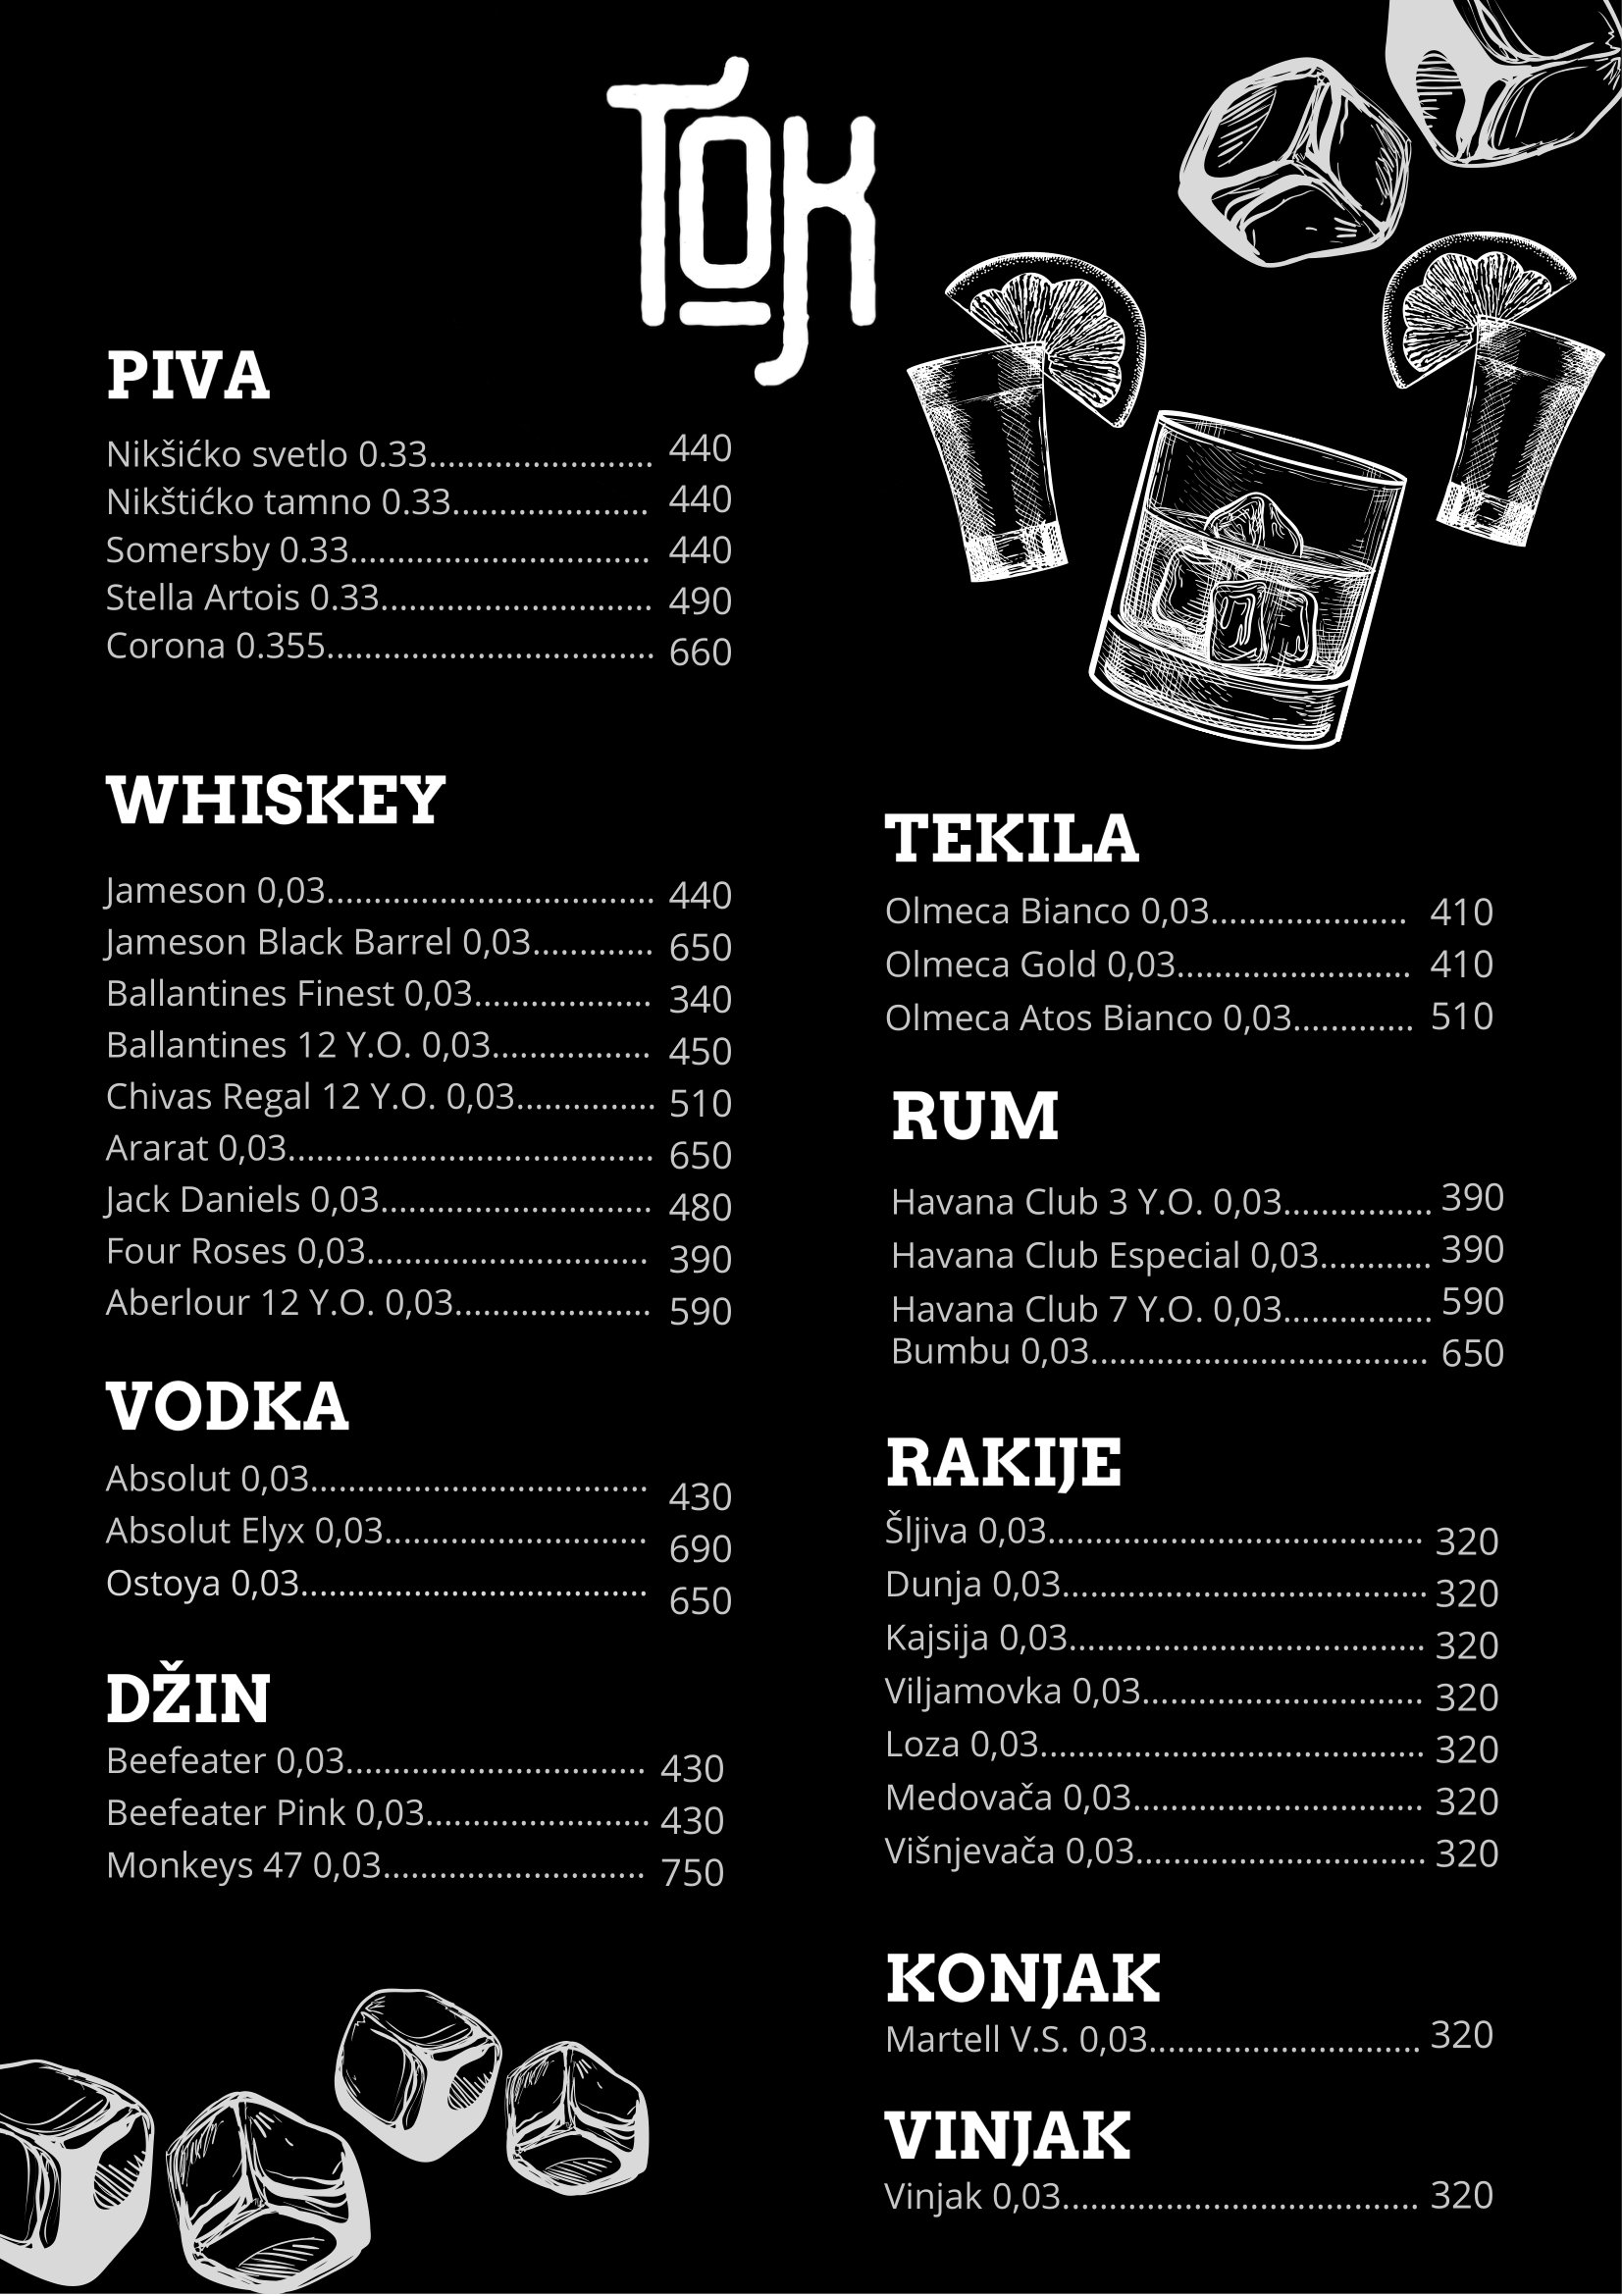 Tok
PIVA
Nikšićko svetlo 0.33........................ 440
Nikštićko tamno 0.33..................... 440
Somersby 0.33................................ 440
Stella Artois 0.33............................. 490
Corona 0.355................................... 660
WHISKEY
Jameson 0,03................................... 440
Jameson Black Barrel 0,03............. 650
Ballantines Finest 0,03................... 340
Ballantines 12 Y.O. 0,03................. 450
Chivas Regal 12 Y.O. 0,03............... 510
Ararat 0,03....................................... 650
Jack Daniels 0,03............................. 480
Four Roses 0,03.............................. 390
Aberlour 12 Y.O. 0,03..................... 590
VODKA
Absolut 0,03.................................... 430
Absolut Elyx 0,03............................ 690
Ostoya 0,03..................................... 650
DŽIN
Beefeater 0,03................................ 430
Beefeater Pink 0,03........................ 430
Monkeys 47 0,03............................ 750
TEKILA
Olmeca Bianco 0,03..................... 410
Olmeca Gold 0,03......................... 410
Olmeca Atos Bianco 0,03............. 510
RUM
Havana Club 3 Y.O. 0,03................ 390
Havana Club Especial 0,03............ 390
Havana Club 7 Y.O. 0,03................ 590
Bumbu 0,03.................................... 650
RAKIJE
Šljiva 0,03........................................ 320
Dunja 0,03....................................... 320
Kajsija 0,03...................................... 320
Viljamovka 0,03.............................. 320
Loza 0,03......................................... 320
Medovača 0,03............................... 320
Višnjevača 0,03............................... 320
KONJAK
Martell V.S. 0,03............................. 320
VINJAK
Vinjak 0,03...................................... 320